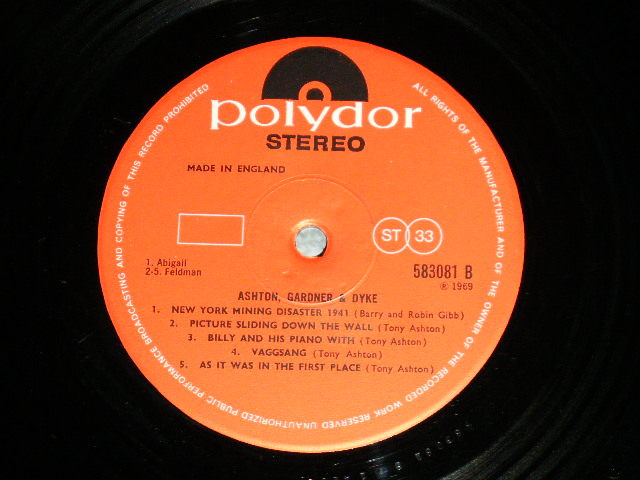 polydor
STEREO
MADE IN ENGLAND
ST 33
1. Abigail
2-5. Feldman
583081 B
℗ 1969
ASHTON, GARDNER & DYKE
1. NEW YORK MINING DISASTER 1941 (Barry and Robin Gibb)
2. PICTURE SLIDING DOWN THE WALL (Tony Ashton)
3. BILLY AND HIS PIANO WITH (Tony Ashton)
4. VAGGSANG (Tony Ashton)
5. AS IT WAS IN THE FIRST PLACE (Tony Ashton)
ALL RIGHTS OF THE MANUFACTURER AND OF THE OWNER OF THE RECORDED WORK RESERVED UNAUTHORIZED PUBLIC PERFORMANCE BROADCASTING AND COPYING OF THIS RECORD PROHIBITED